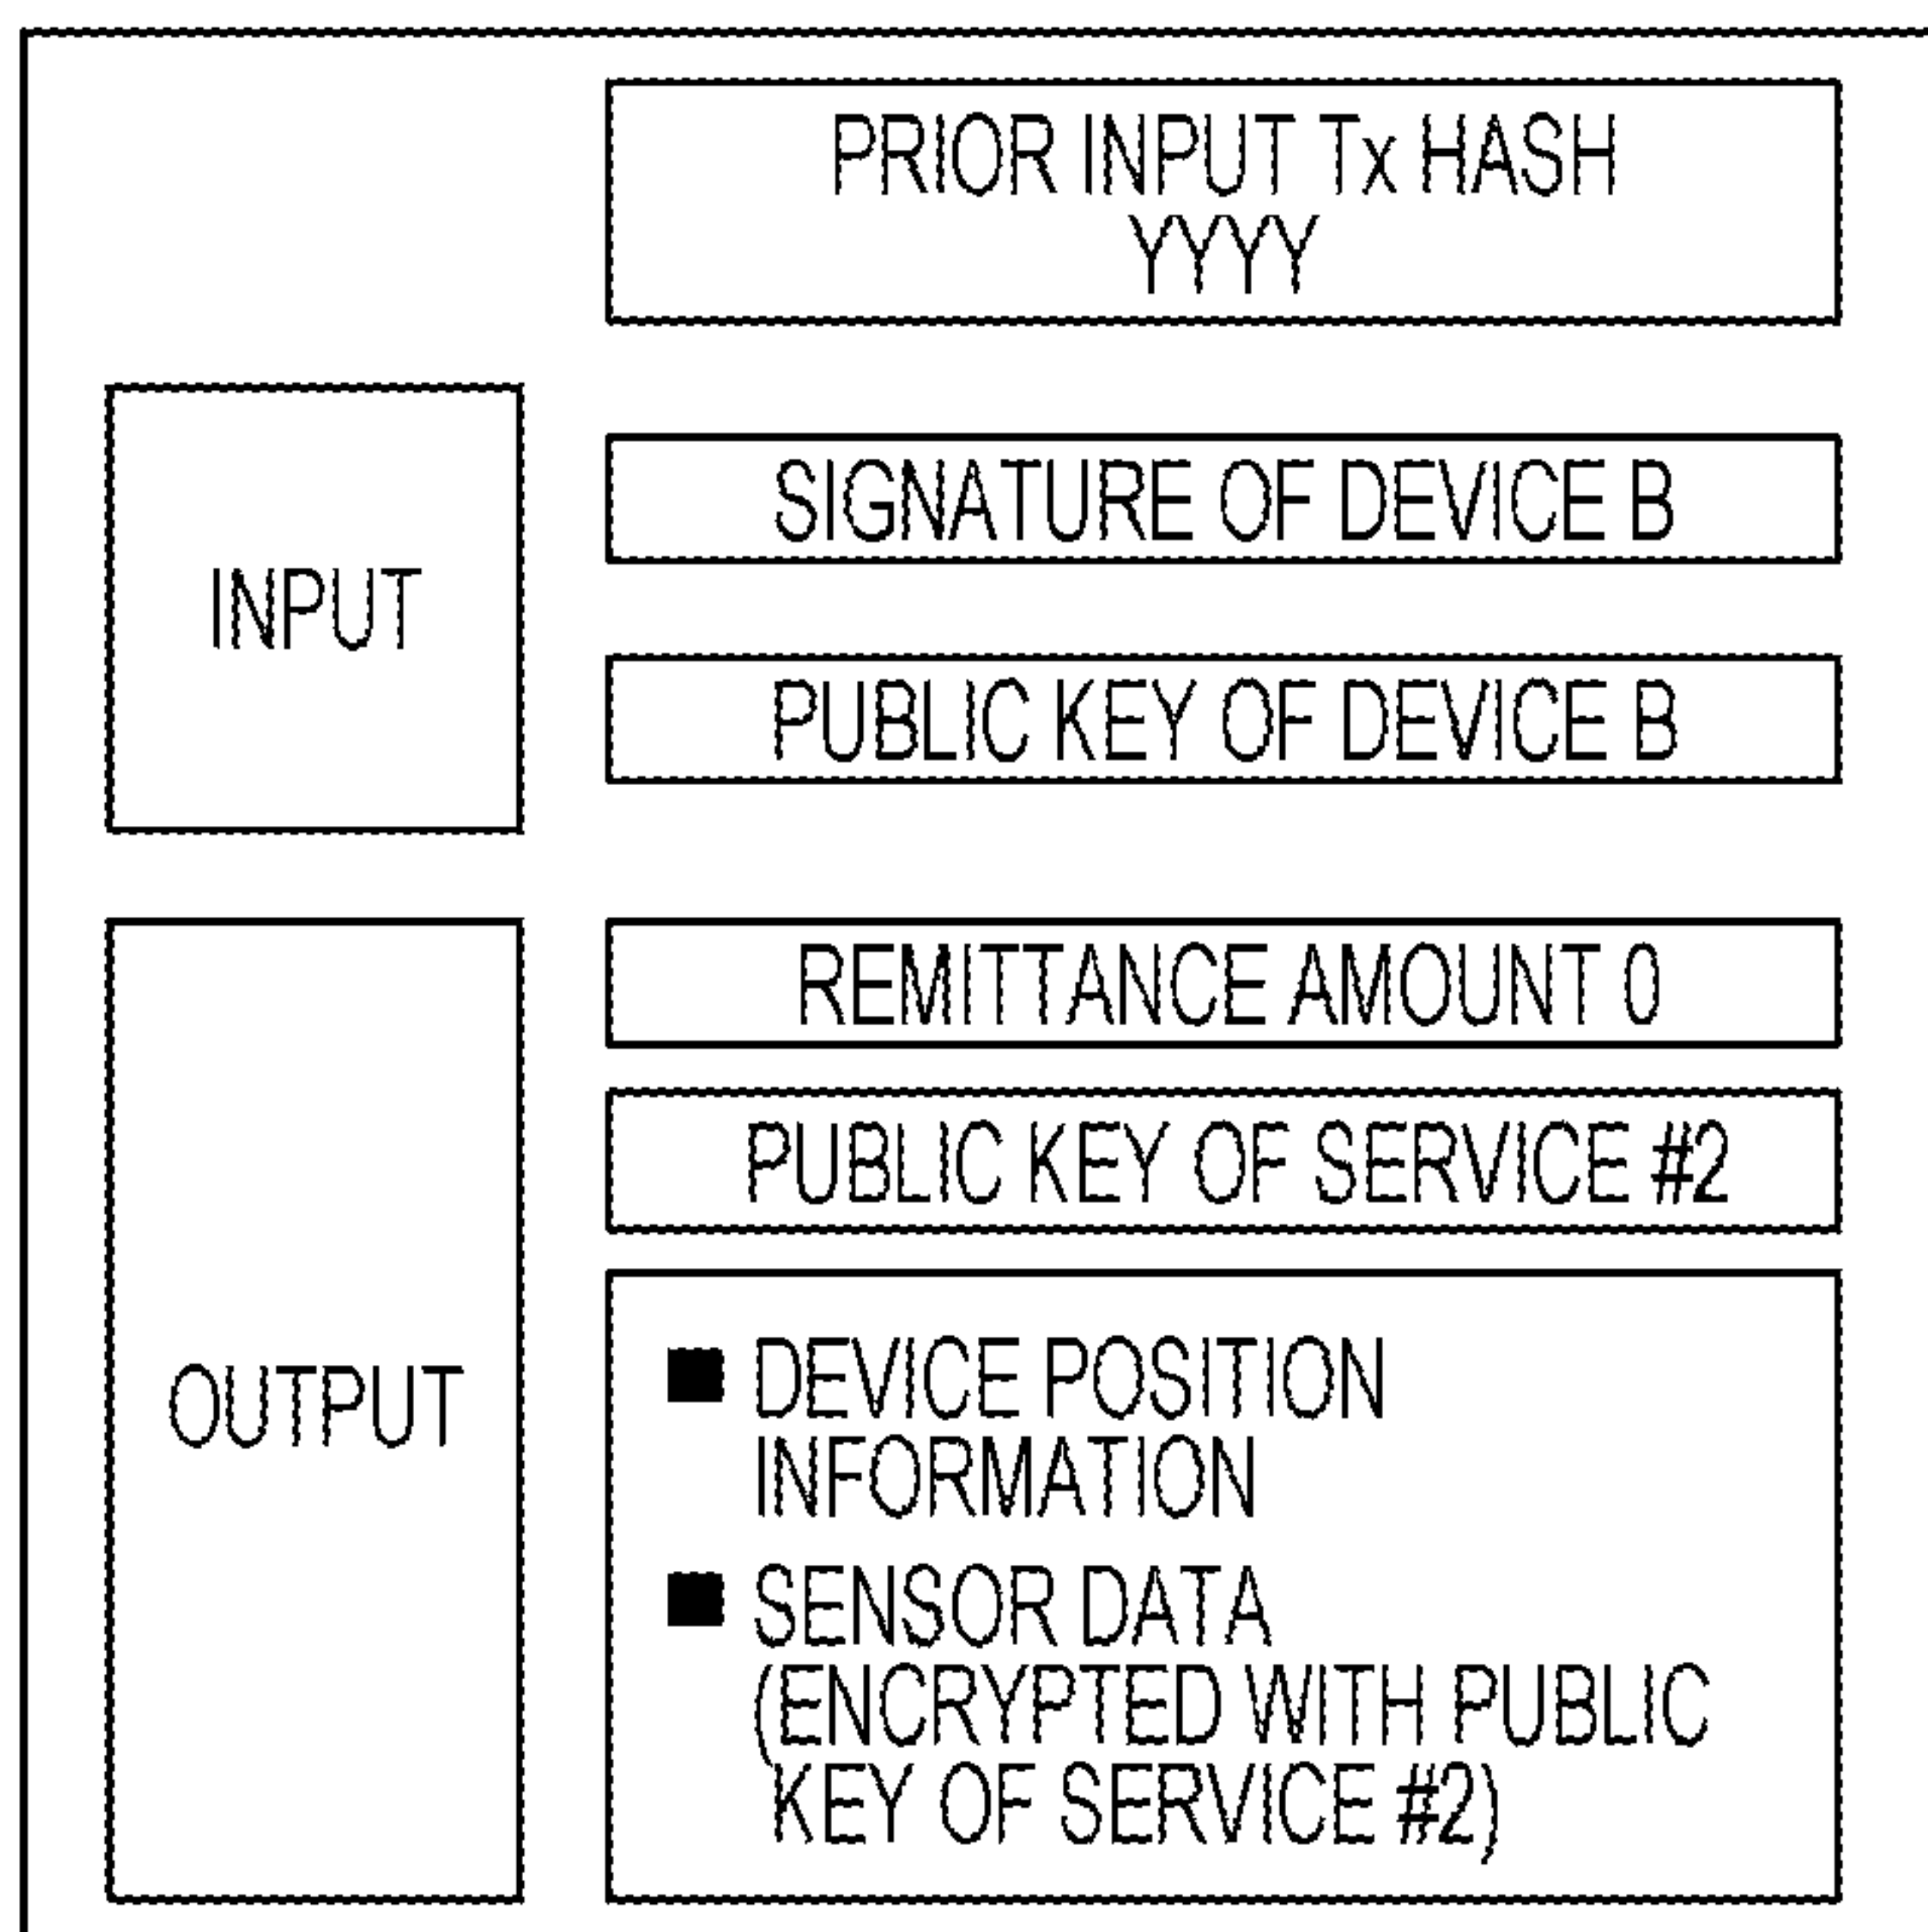 PRIOR INPUT Tx HASH
YYYY
INPUT
SIGNATURE OF DEVICE B
PUBLIC KEY OF DEVICE B
OUTPUT
REMITTANCE AMOUNT 0
PUBLIC KEY OF SERVICE #2
■ DEVICE POSITION
INFORMATION
■ SENSOR DATA
(ENCRYPTED WITH PUBLIC
KEY OF SERVICE #2)